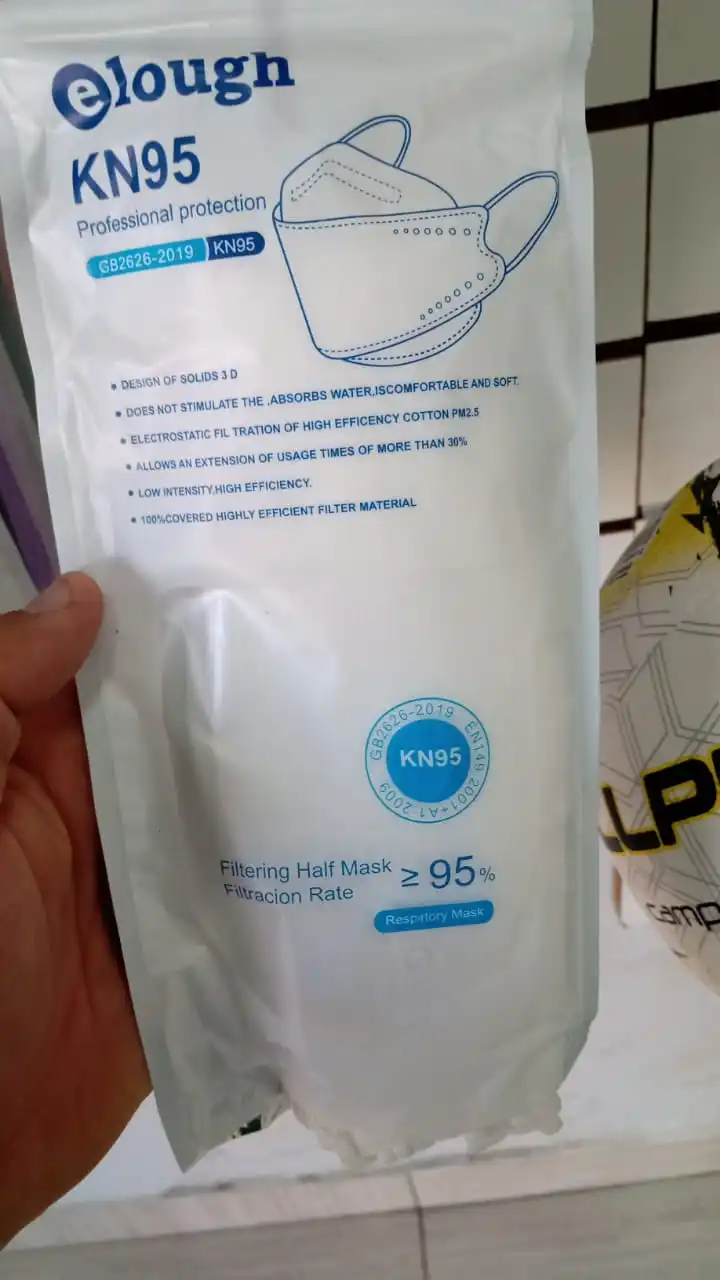 elough
KN95
Professional protection
GB2626-2019 KN95
• DESIGN OF SOLIDS 3 D
• DOES NOT STIMULATE THE ,ABSORBS WATER,ISCOMFORTABLE AND SOFT.
• ELECTROSTATIC FIL TRATION OF HIGH EFFICENCY COTTON PM2.5
• ALLOWS AN EXTENSION OF USAGE TIMES OF MORE THAN 30%
• LOW INTENSITY,HIGH EFFICIENCY.
• 100%COVERED HIGHLY EFFICIENT FILTER MATERIAL
GB2626-2019 EN149 2001+A1-2009
KN95
Filtering Half Mask
Filtracion Rate
≥ 95%
Respirtory Mask
LLP
camp